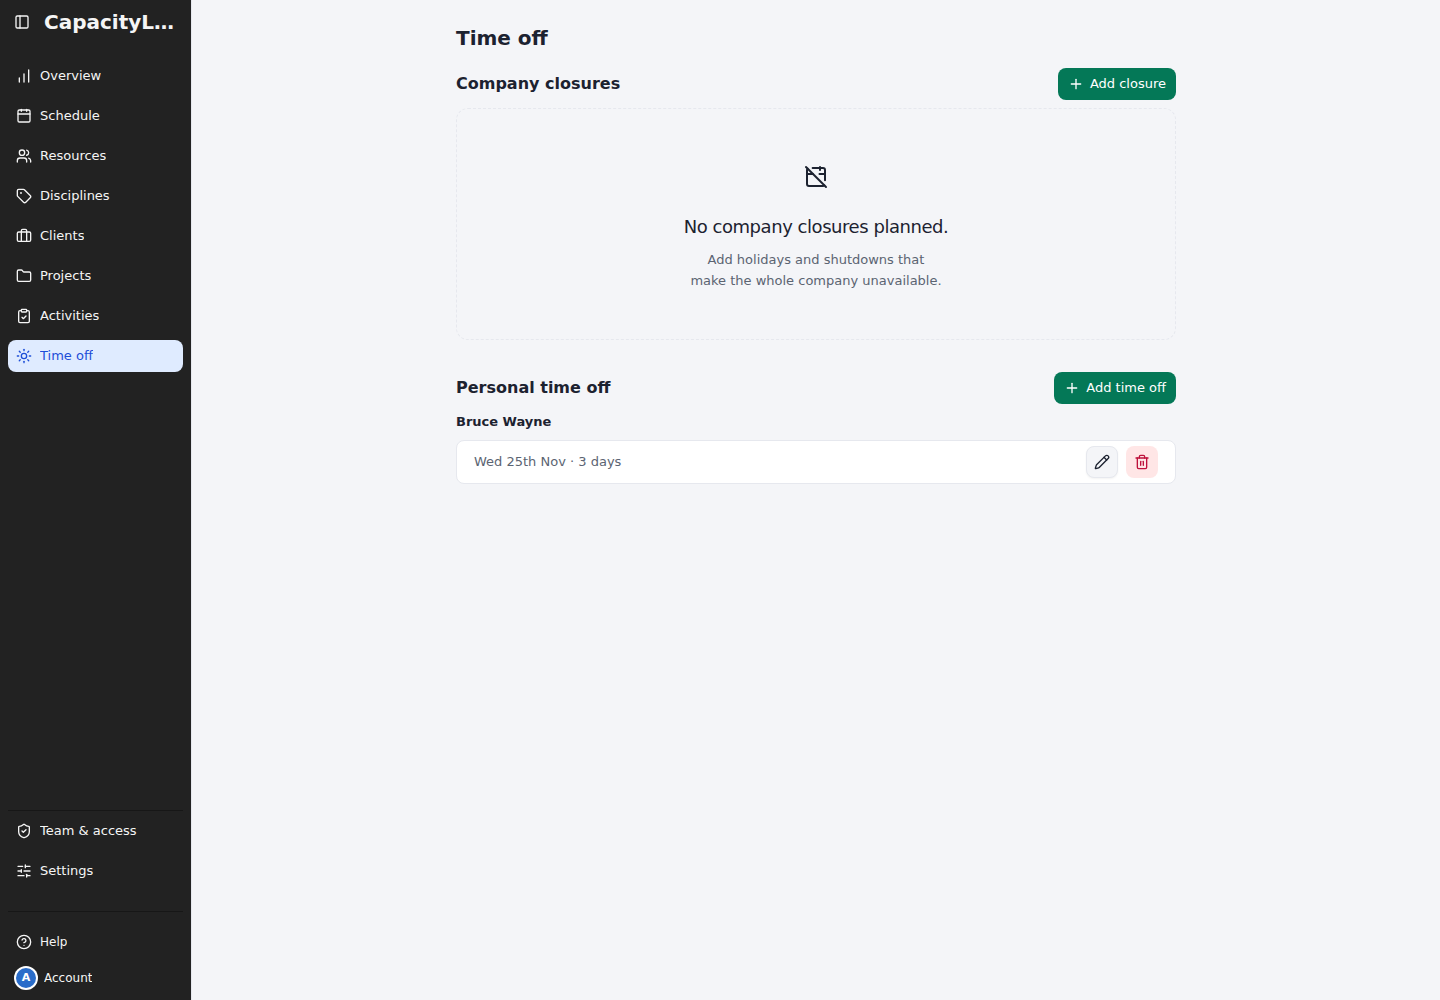 CapacityL...
Overview
Schedule
Resources
Disciplines
Clients
Projects
Activities
Time off
Team & access
Settings
Help
A Account
Time off
Company closures
Add closure
No company closures planned.
Add holidays and shutdowns that
make the whole company unavailable.
Personal time off
Add time off
Bruce Wayne
Wed 25th Nov · 3 days